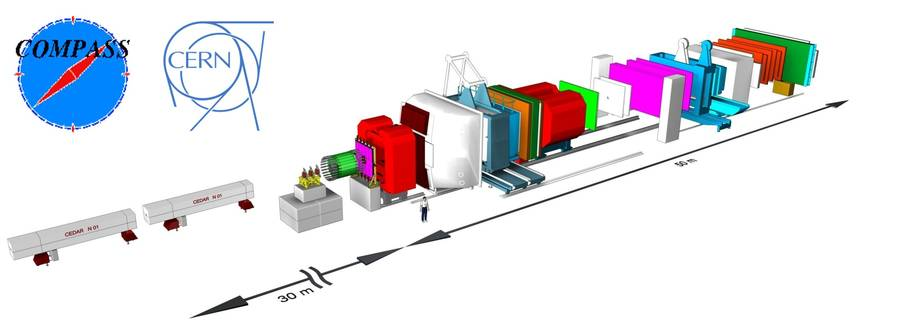 COMPASS
CERN
CEDAR N 01
CEDAR N 01
30 m
50 m